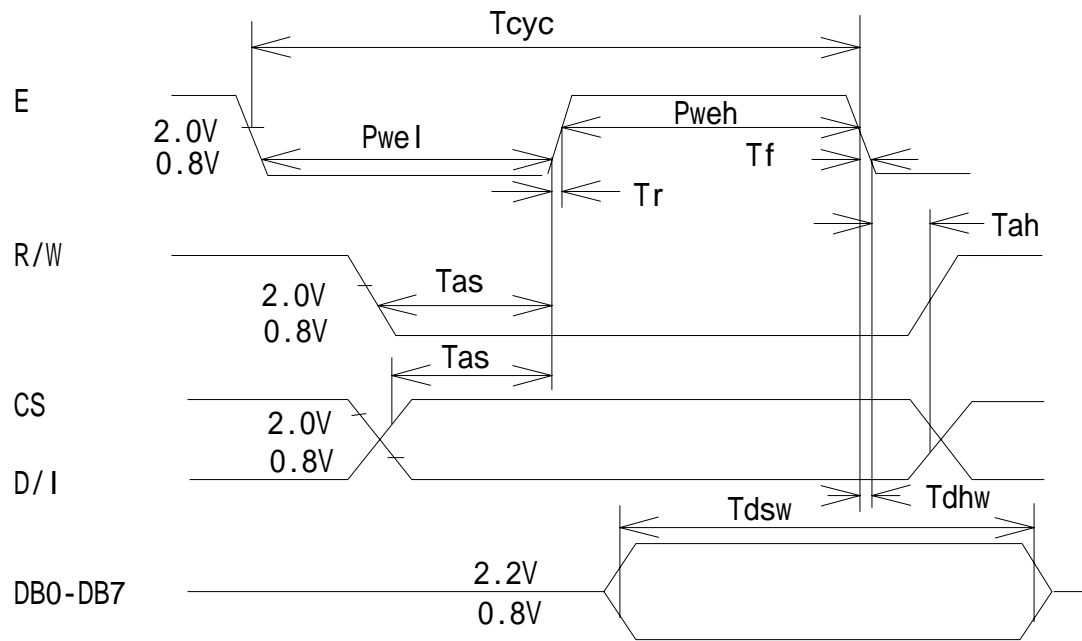 Tcyc
E
2.0V
Pweh
0.8V
Pwel
Tf
Tr
Tah
R/W
Tas
2.0V
0.8V
Tas
CS
2.0V
0.8V
D/I
Tdsw
Tdhw
DB0-DB7
2.2V
0.8V